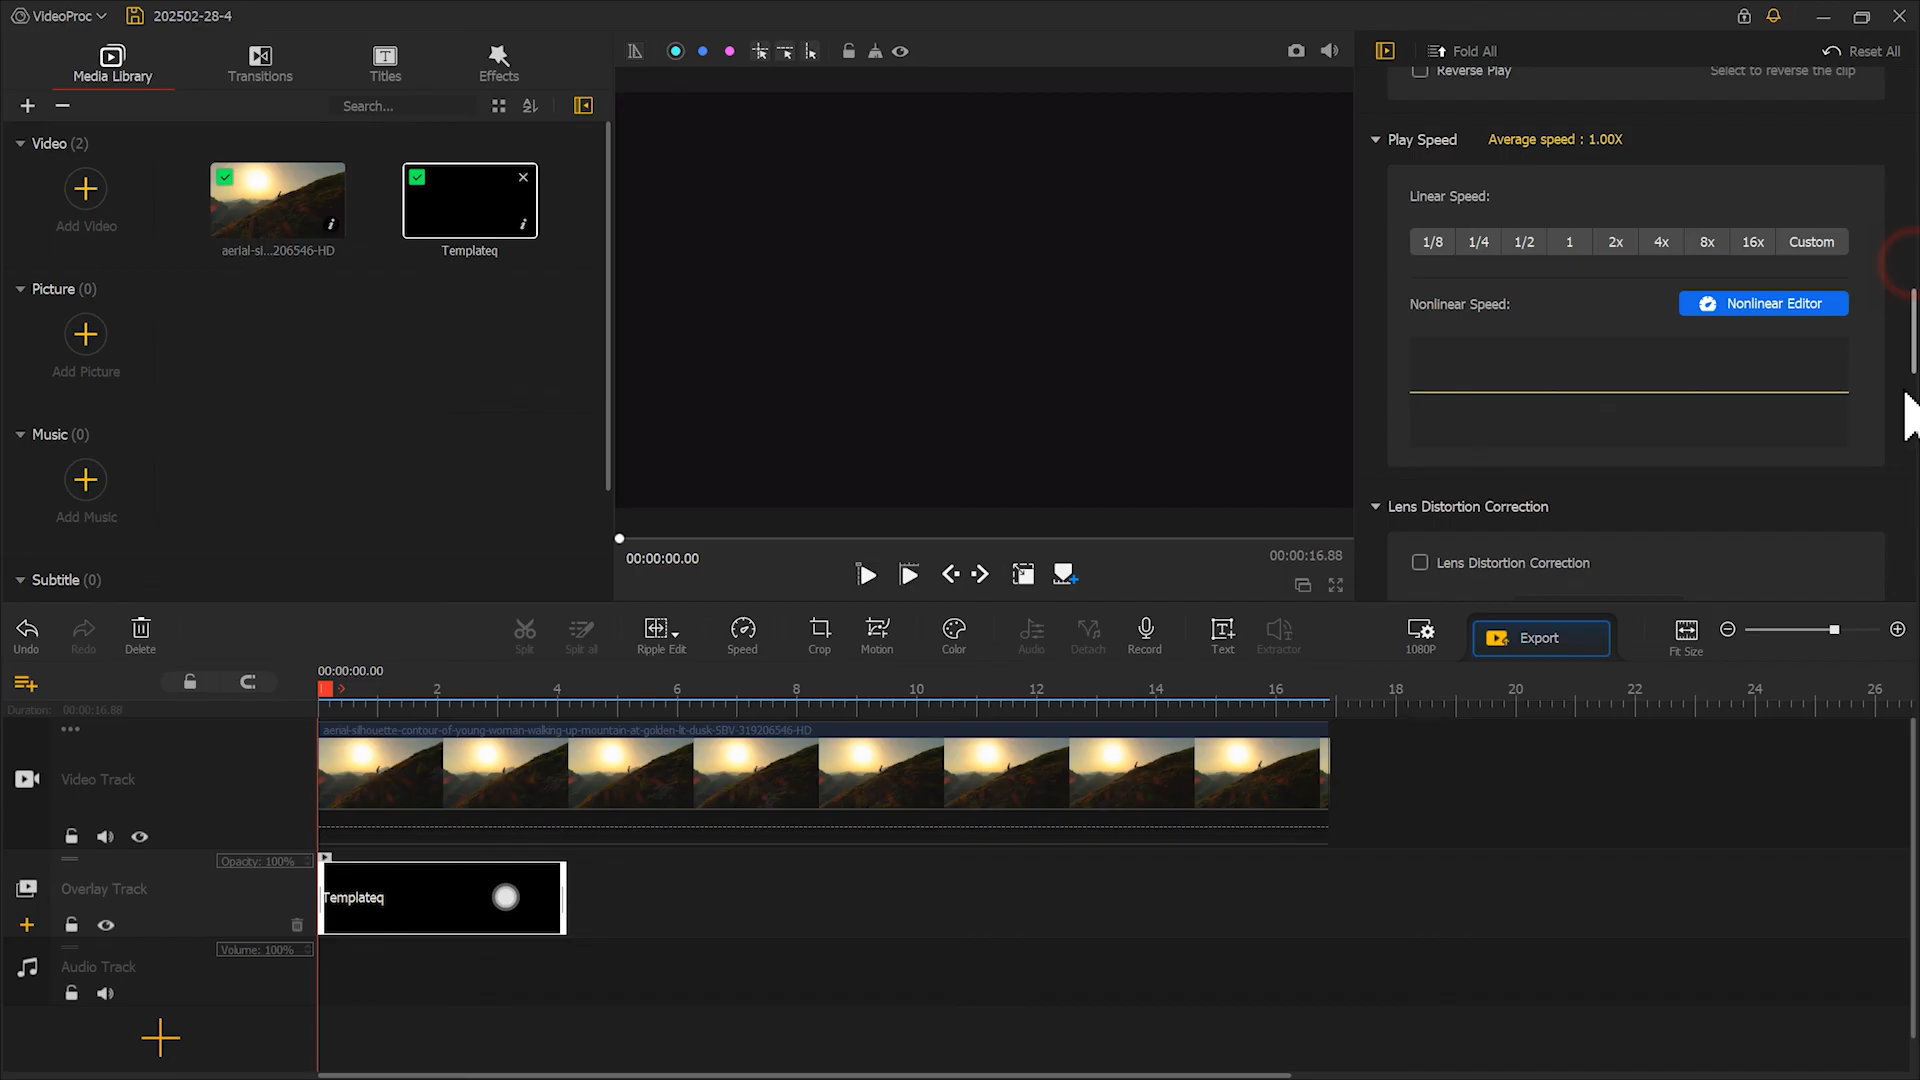 VideoProc
202502-28-4
Media Library
Transitions
Titles
Effects
Fold All
Reset All
Search...
Reverse Play
Select to reverse the clip
Video (2)
Add Video
aerial-sl...206546-HD
Templateq
Play Speed
Average speed : 1.00X
Linear Speed:
1/8
1/4
1/2
1
2x
4x
8x
16x
Custom
Picture (0)
Add Picture
Nonlinear Speed:
Nonlinear Editor
Music (0)
Add Music
Lens Distortion Correction
Lens Distortion Correction
00:00:00.00
00:00:16.88
Subtitle (0)
Undo
Redo
Delete
Split
Split all
Ripple Edit
Speed
Crop
Motion
Color
Audio
Detach
Record
Text
Extractor
1080P
Export
Fit Size
00:00:00.00
2
4
6
8
10
12
14
16
18
20
22
24
26
Duration: 00:00:16.88
aerial-silhouette-contour-of-young-woman-walking-up-mountain-at-golden-lit-dusk-SBV-319206546-HD
Video Track
Opacity: 100%
Overlay Track
Templateq
Volume: 100%
Audio Track